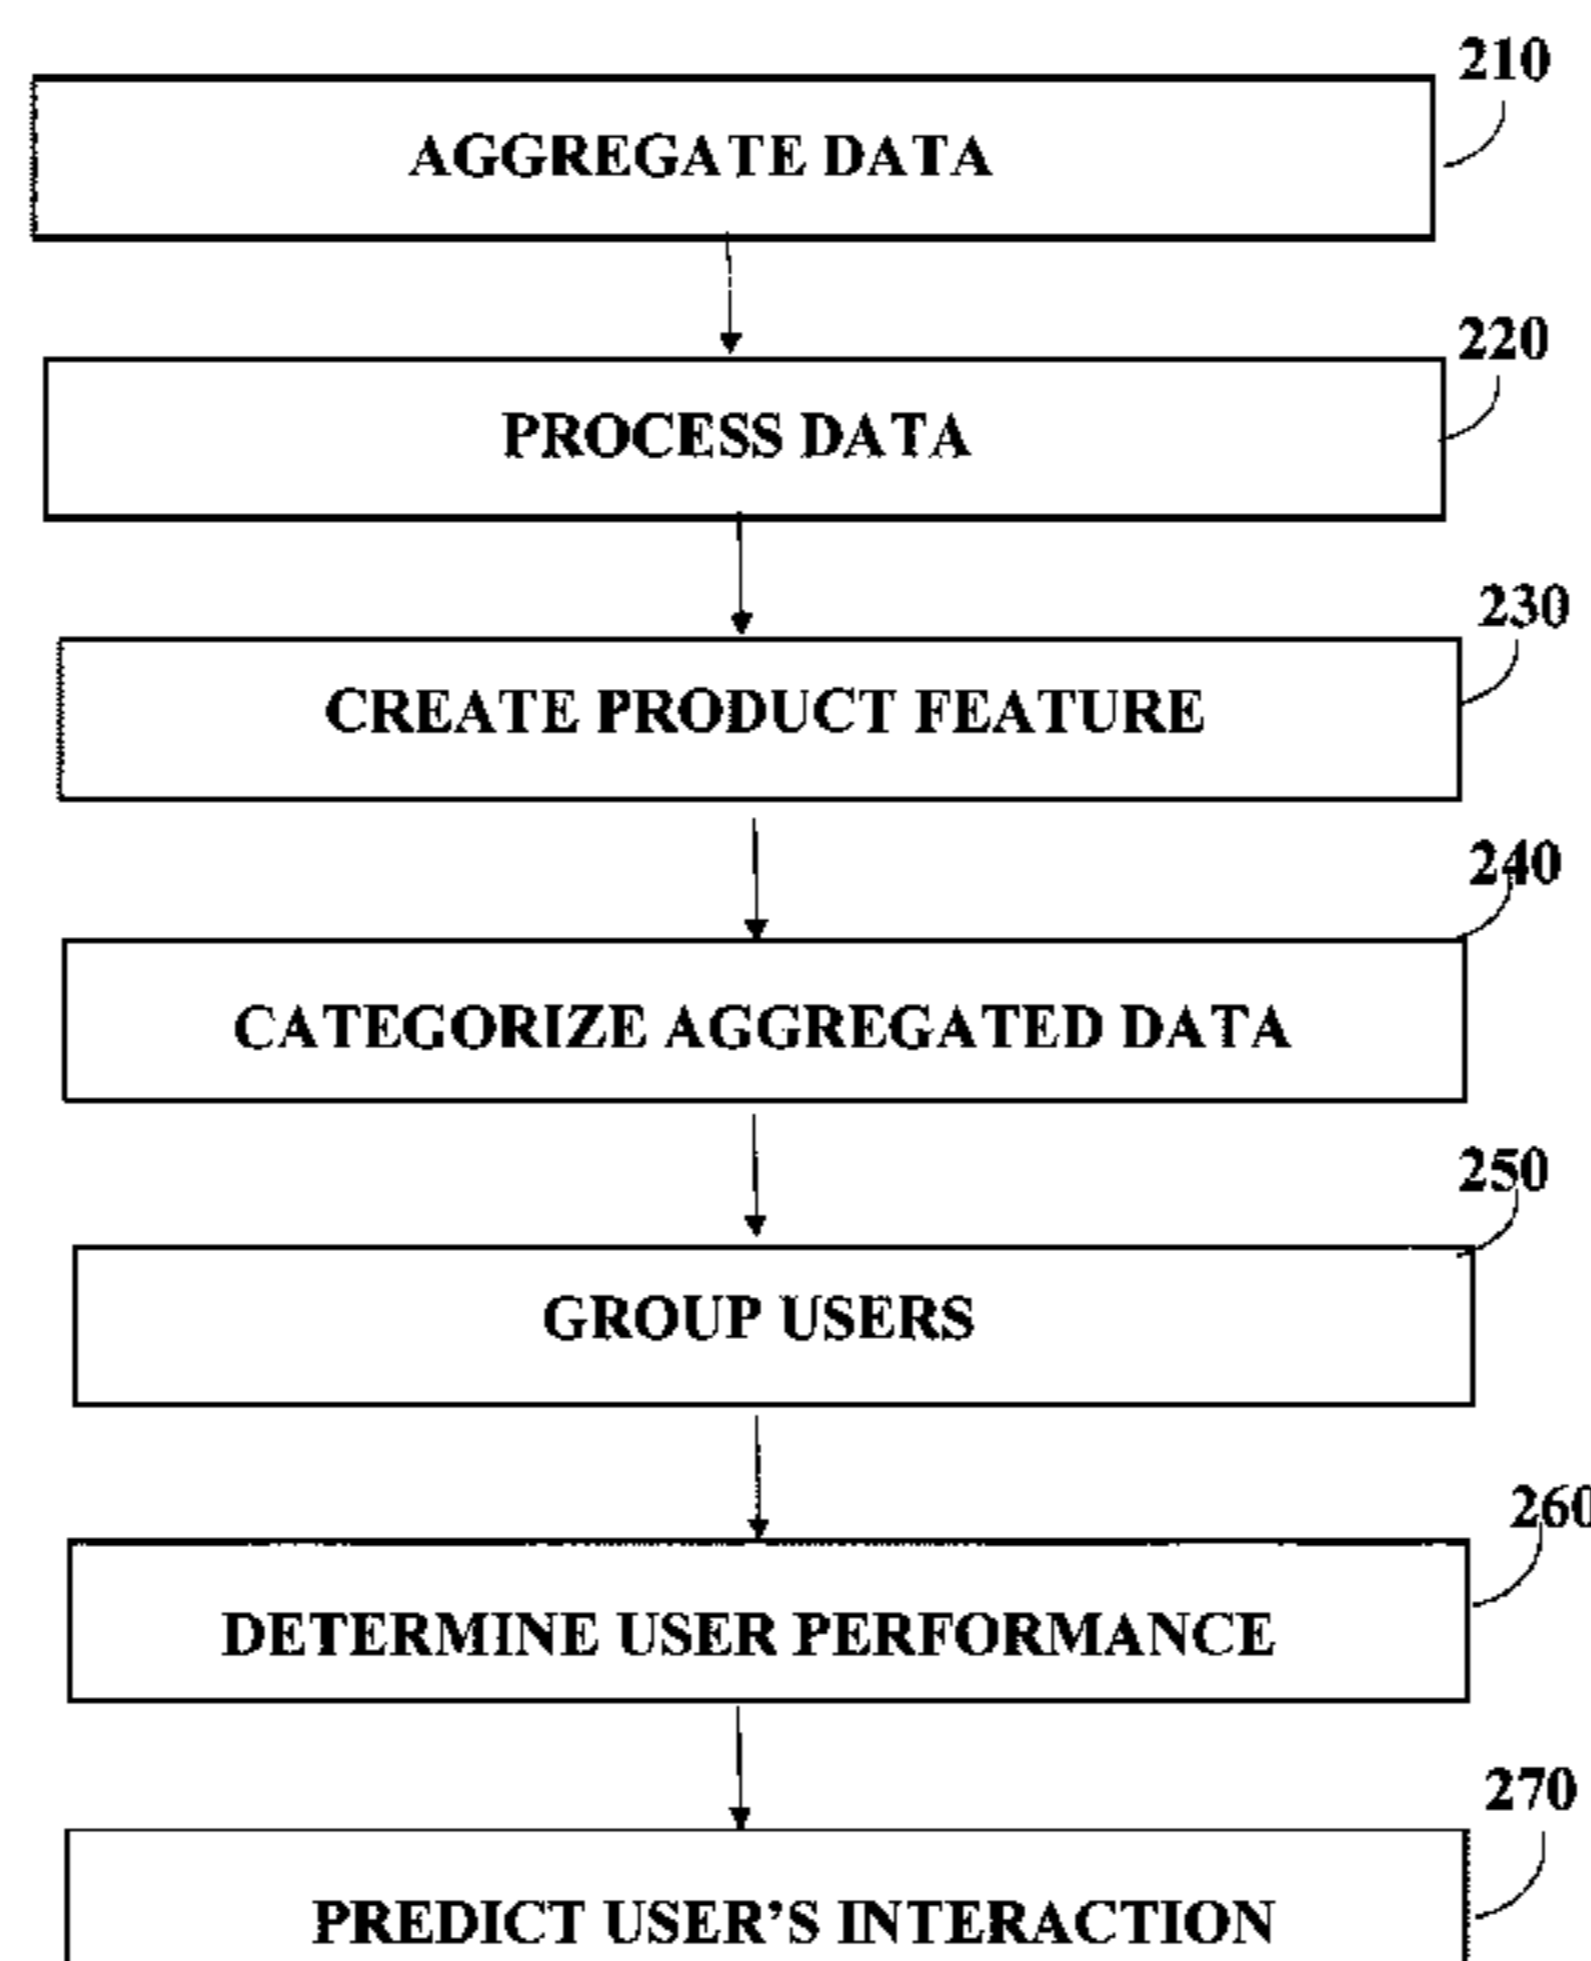 210
AGGREGATE DATA
220
PROCESS DATA
230
CREATE PRODUCT FEATURE
240
CATEGORIZE AGGREGATED DATA
250
GROUP USERS
260
DETERMINE USER PERFORMANCE
270
PREDICT USER’S INTERACTION